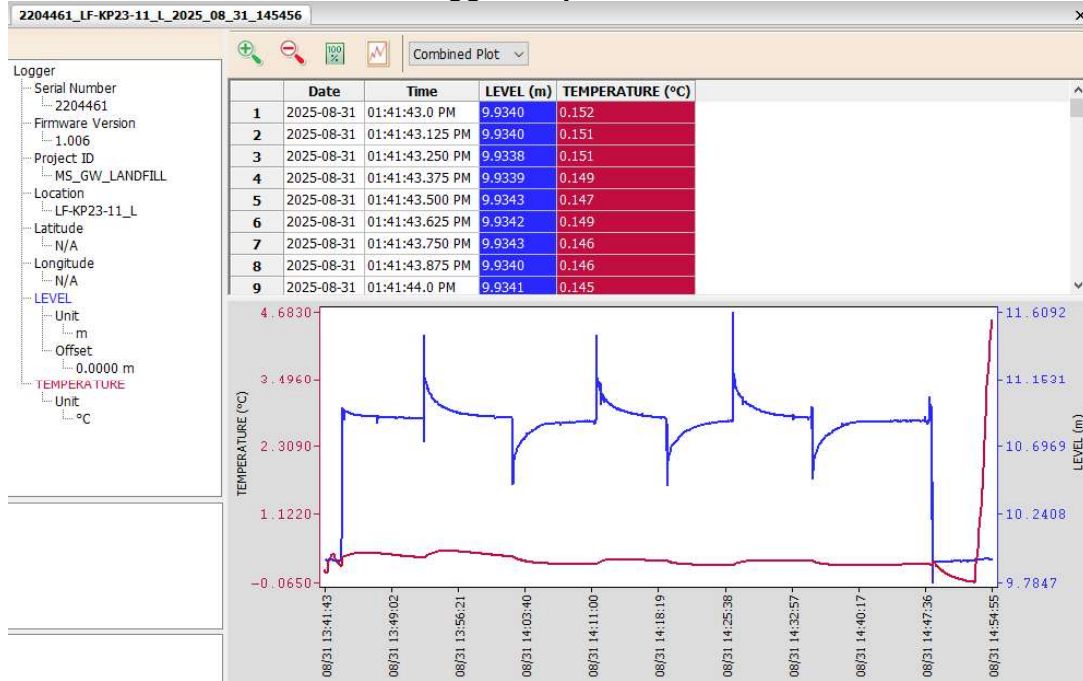 2204461_LF-KP23-11_L_2025_08_31_145456
Combined Plot
Logger
Serial Number
2204461
Firmware Version
1.006
Project ID
MS_GW_LANDFILL
Location
LF-KP23-11_L
Latitude
N/A
Longitude
N/A
LEVEL
Unit
m
Offset
0.0000 m
TEMPERATURE
Unit
°C
Date Time LEVEL (m) TEMPERATURE (°C)
1 2025-08-31 01:41:43.0 PM 9.9340 0.152
2 2025-08-31 01:41:43.125 PM 9.9340 0.151
3 2025-08-31 01:41:43.250 PM 9.9338 0.151
4 2025-08-31 01:41:43.375 PM 9.9339 0.149
5 2025-08-31 01:41:43.500 PM 9.9343 0.147
6 2025-08-31 01:41:43.625 PM 9.9342 0.149
7 2025-08-31 01:41:43.750 PM 9.9343 0.146
8 2025-08-31 01:41:43.875 PM 9.9340 0.146
9 2025-08-31 01:41:44.0 PM 9.9341 0.145
TEMPERATURE (°C)
4.6830
3.4960
2.3090
1.1220
-0.0650
11.6092
11.1531
10.6969
10.2408
9.7847
LEVEL (m)
08/31 13:41:43
08/31 13:49:02
08/31 13:56:21
08/31 14:03:40
08/31 14:11:00
08/31 14:18:19
08/31 14:25:38
08/31 14:32:57
08/31 14:40:17
08/31 14:47:36
08/31 14:54:55